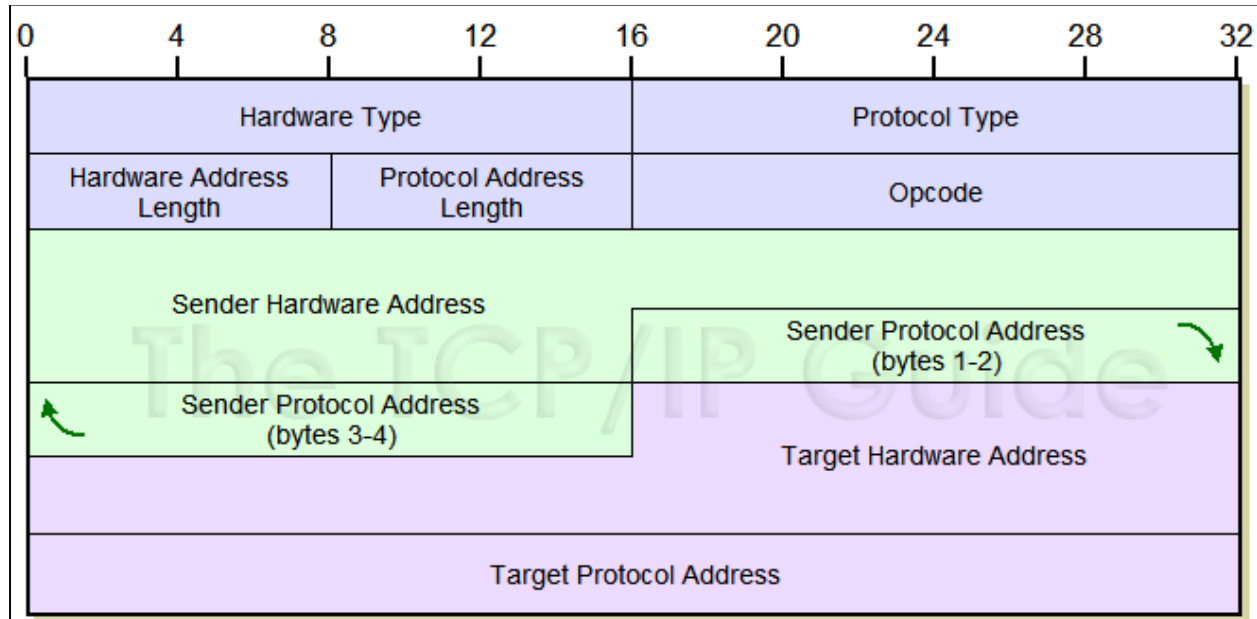 0 4 8 12 16 20 24 28 32
Hardware Type Protocol Type
Hardware Address
Length
Protocol Address
Length
Opcode
Sender Hardware Address
Sender Protocol Address
(bytes 1-2)
The TCP/IP Guide
Sender Protocol Address
(bytes 3-4)
Target Hardware Address
Target Protocol Address